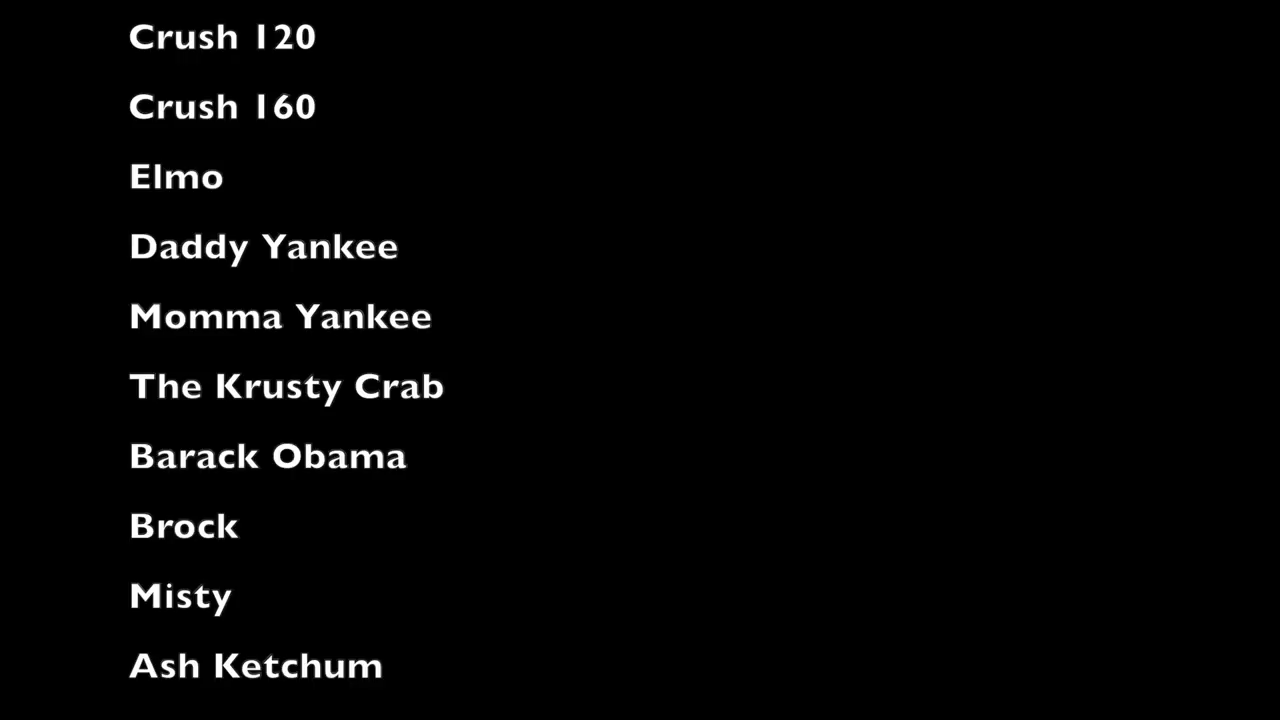 Crush 120
Crush 160
Elmo
Daddy Yankee
Momma Yankee
The Krusty Crab
Barack Obama
Brock
Misty
Ash Ketchum